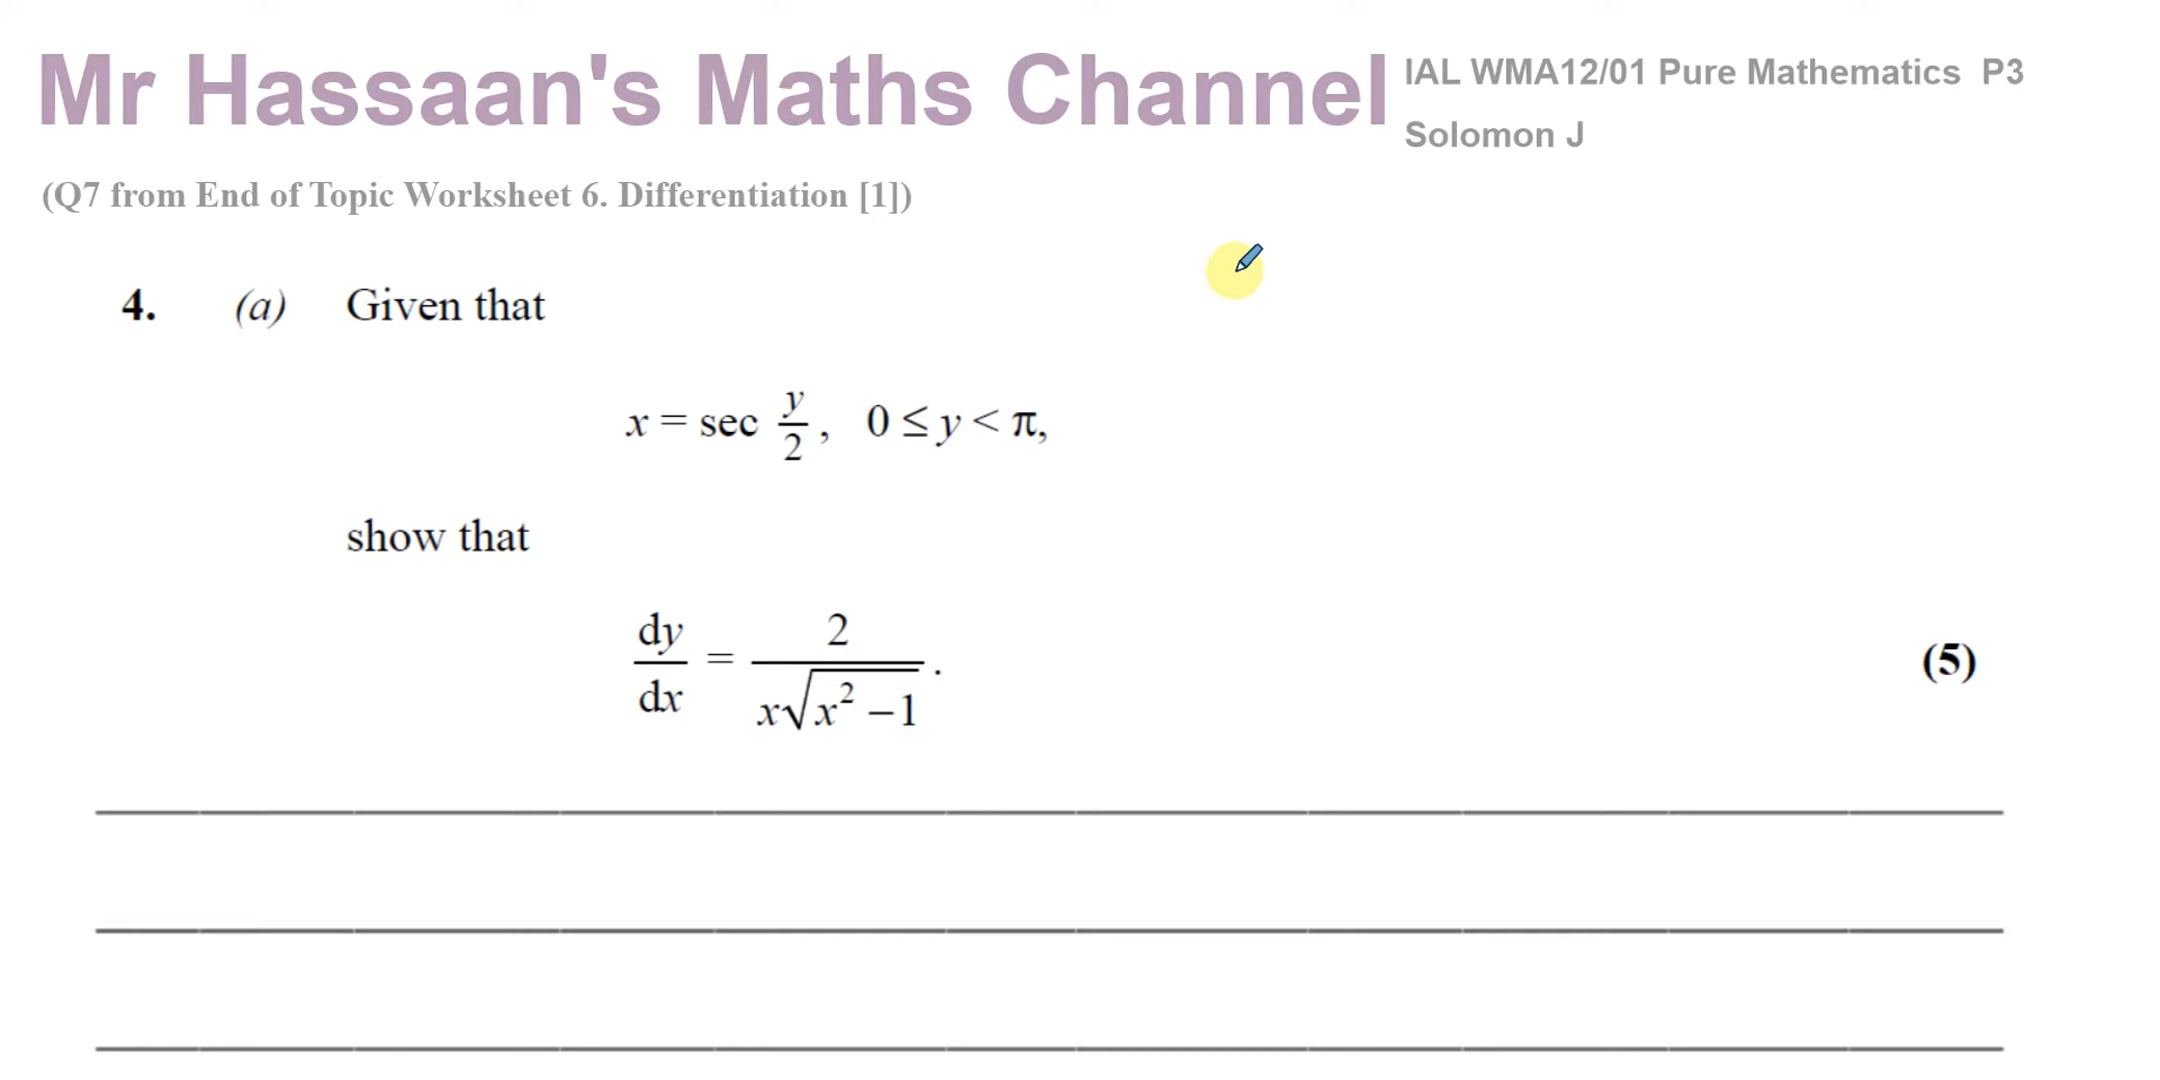 Mr Hassaan's Maths Channel
IAL WMA12/01 Pure Mathematics P3
Solomon J
(Q7 from End of Topic Worksheet 6. Differentiation [1])
4. (a) Given that
x = sec y/2, 0 ≤ y < π,
show that
dy/dx = 2/(x√(x² − 1)).
(5)